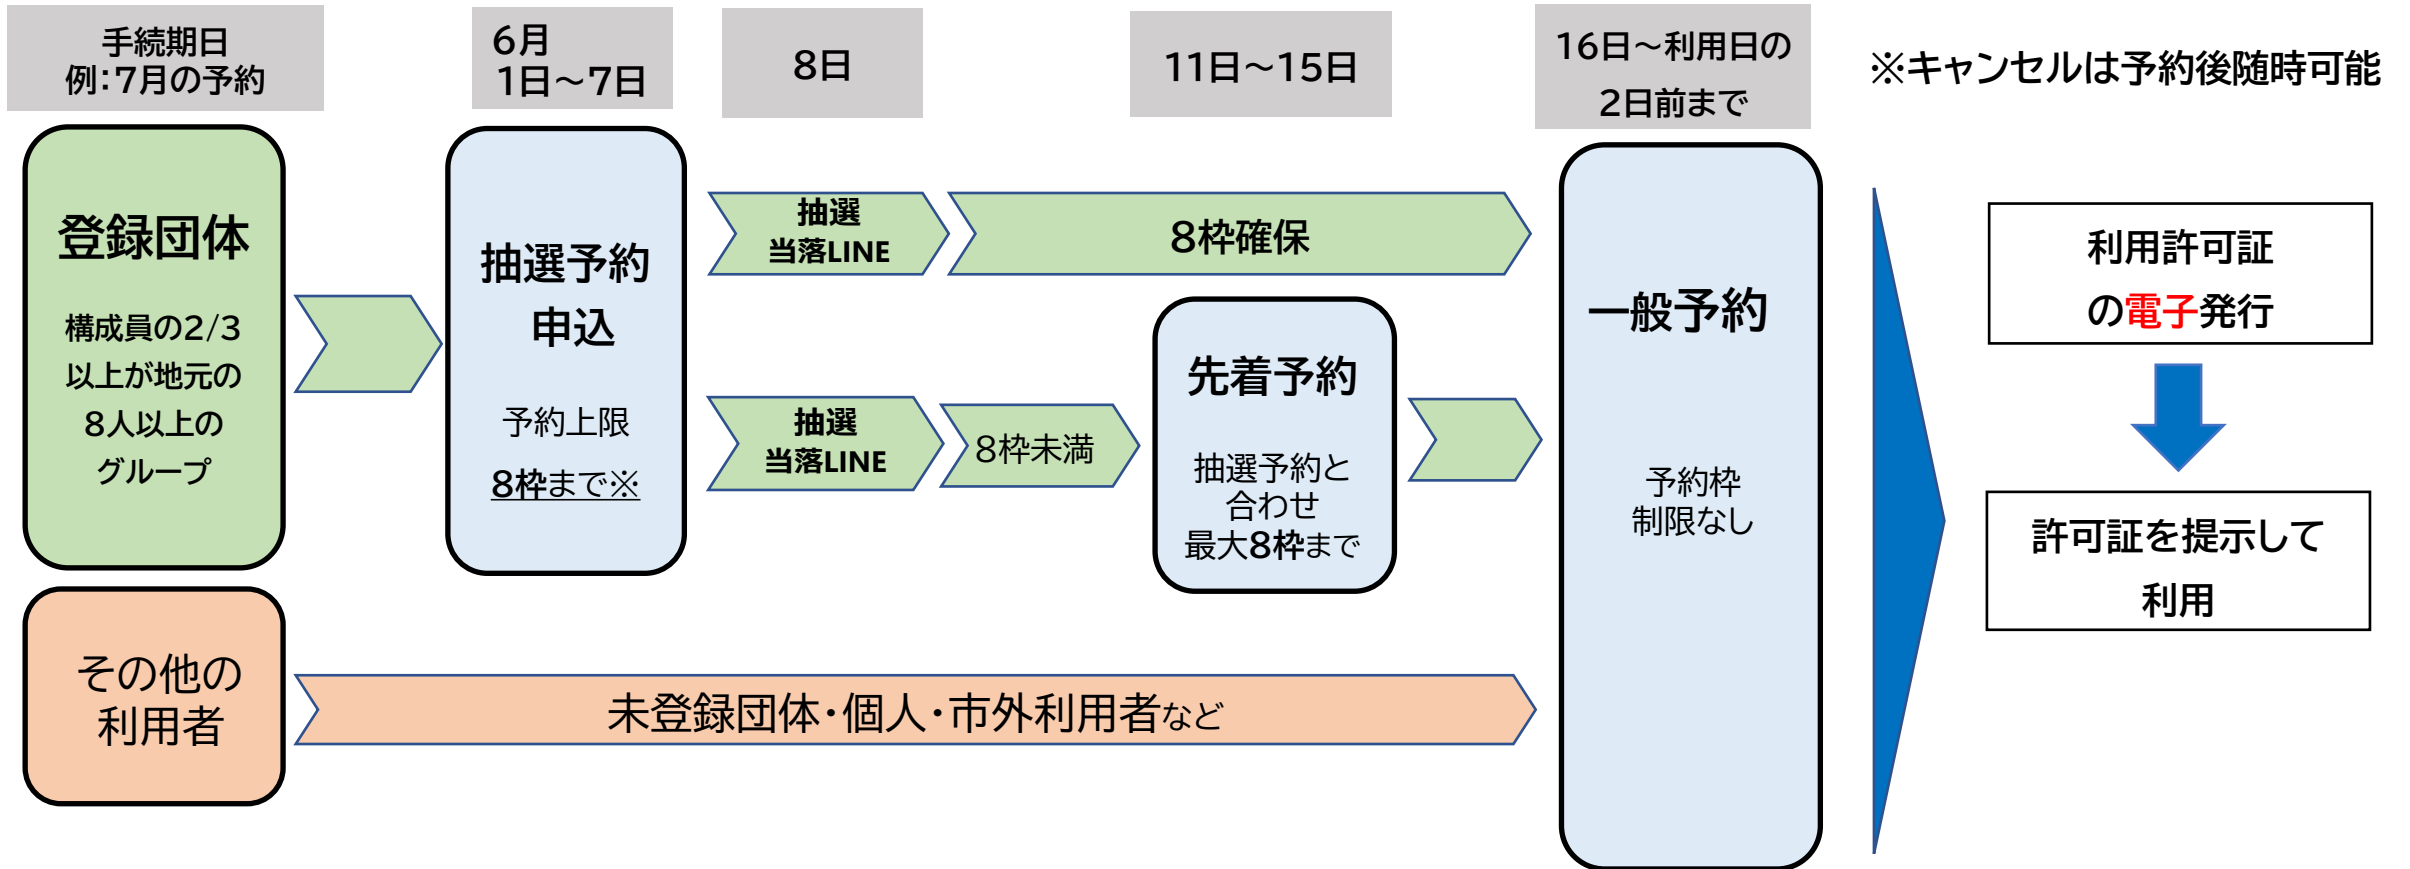 手続期日
例：7月の予約
6月
1日～7日
8日
11日～15日
16日～利用日の
2日前まで
※キャンセルは予約後随時可能
登録団体
構成員の2/3
以上が地元の
8人以上の
グループ
抽選予約
申込
予約上限
8枠まで※
抽選
当落LINE
8枠確保
抽選
当落LINE
8枠未満
先着予約
抽選予約と
合わせ
最大8枠まで
一般予約
予約枠
制限なし
利用許可証
の電子発行
許可証を提示して
利用
その他の
利用者
未登録団体・個人・市外利用者など